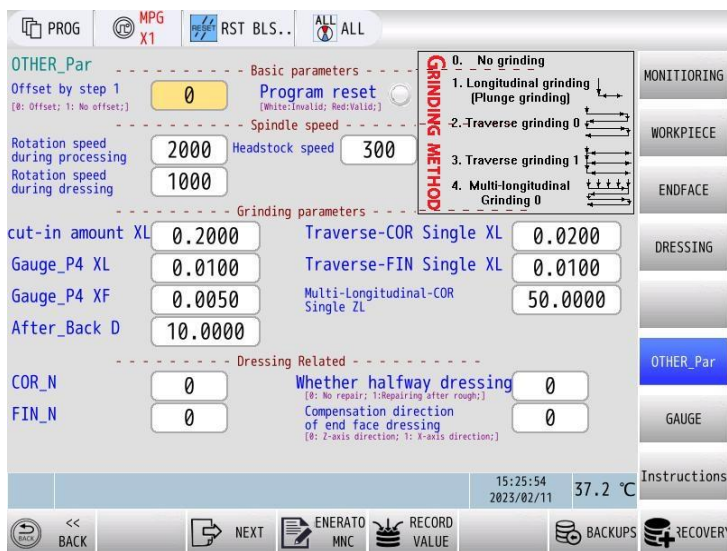 PROG
MPG
X1
RESET
RST BLS..
ALL
ALL
ALL
OTHER_Par
Basic parameters
Offset by step 1
[0: Offset; 1: No offset;]
0
Program reset
[White:Invalid; Red:Valid;]
Spindle speed
Rotation speed
during processing
2000
Headstock speed
300
Rotation speed
during dressing
1000
GRINDING METHOD
0. No grinding
1. Longitudinal grinding
(Plunge grinding)
2. Traverse grinding 0
3. Traverse grinding 1
4. Multi-longitudinal
Grinding 0
Grinding parameters
cut-in amount XL
0.2000
Traverse-COR Single XL
0.0200
Gauge_P4 XL
0.0100
Traverse-FIN Single XL
0.0100
Gauge_P4 XF
0.0050
Multi-Longitudinal-COR
Single ZL
50.0000
After_Back D
10.0000
Dressing Related
COR_N
0
Whether halfway dressing
[0: No repair; 1:Repairing after rough;]
0
FIN_N
0
Compensation direction
of end face dressing
[0: Z-axis direction; 1: X-axis direction;]
0
MONITIORING
WORKPIECE
ENDFACE
DRESSING
OTHER_Par
GAUGE
Instructions
15:25:54
2023/02/11
37.2 ℃
BACK
<<
BACK
NEXT
ENERATO
MNC
RECORD
VALUE
BACKUPS
RECOVER